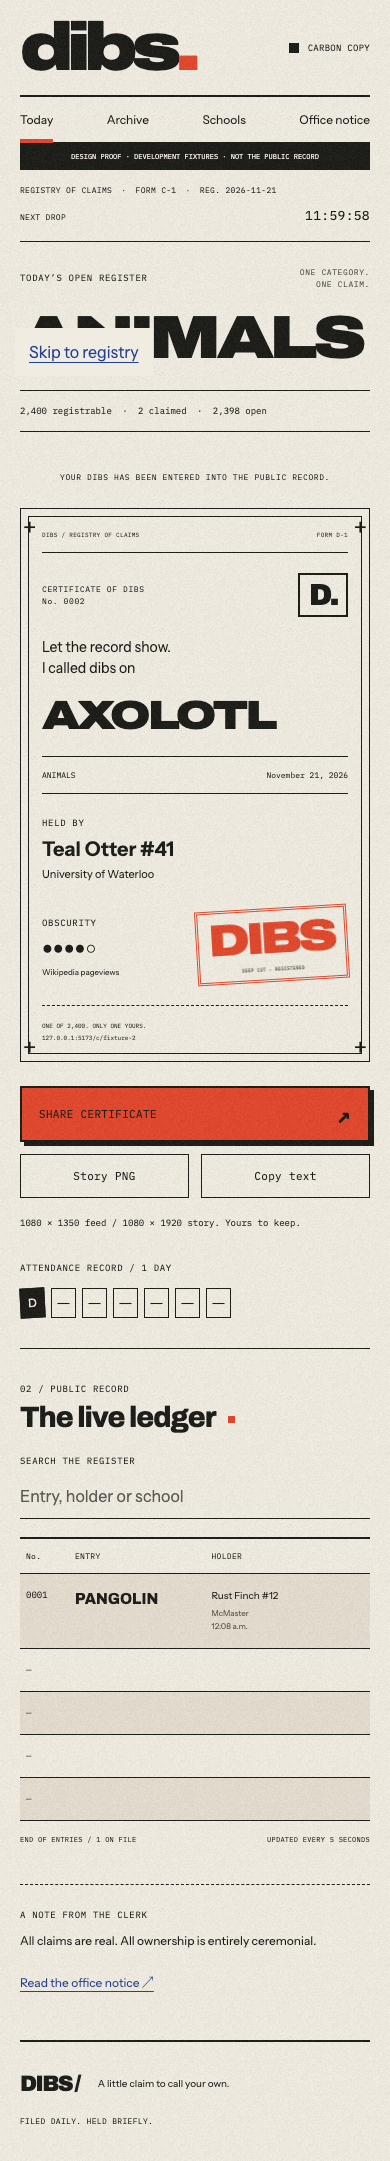 dibs.
CARBON COPY
Today Archive Schools Office notice
DESIGN PROOF · DEVELOPMENT FIXTURES · NOT THE PUBLIC RECORD
REGISTRY OF CLAIMS · FORM C-1 · REG. 2026-11-21
NEXT DROP 11:59:58
TODAY'S OPEN REGISTER
ONE CATEGORY.
ONE CLAIM.
ANIMALS
Skip to registry
2,400 registrable · 2 claimed · 2,398 open
YOUR DIBS HAS BEEN ENTERED INTO THE PUBLIC RECORD.
DIBS / REGISTRY OF CLAIMS FORM D-1
CERTIFICATE OF DIBS
No. 0002
D.
Let the record show.
I called dibs on
AXOLOTL
ANIMALS November 21, 2026
HELD BY
Teal Otter #41
University of Waterloo
OBSCURITY
Wikipedia pageviews
DIBS
DEEP CUT · REGISTERED
ONE OF 2,400. ONLY ONE YOURS.
127.0.0.1:5173/c/fixture-2
SHARE CERTIFICATE ↗
Story PNG Copy text
1080 × 1350 feed / 1080 × 1920 story. Yours to keep.
ATTENDANCE RECORD / 1 DAY
D — — — — — —
02 / PUBLIC RECORD
The live ledger
SEARCH THE REGISTER
Entry, holder or school
No. ENTRY HOLDER
0001 PANGOLIN Rust Finch #12
McMaster
12:08 a.m.
—
—
—
—
END OF ENTRIES / 1 ON FILE UPDATED EVERY 5 SECONDS
A NOTE FROM THE CLERK
All claims are real. All ownership is entirely ceremonial.
Read the office notice ↗
DIBS/ A little claim to call your own.
FILED DAILY. HELD BRIEFLY.